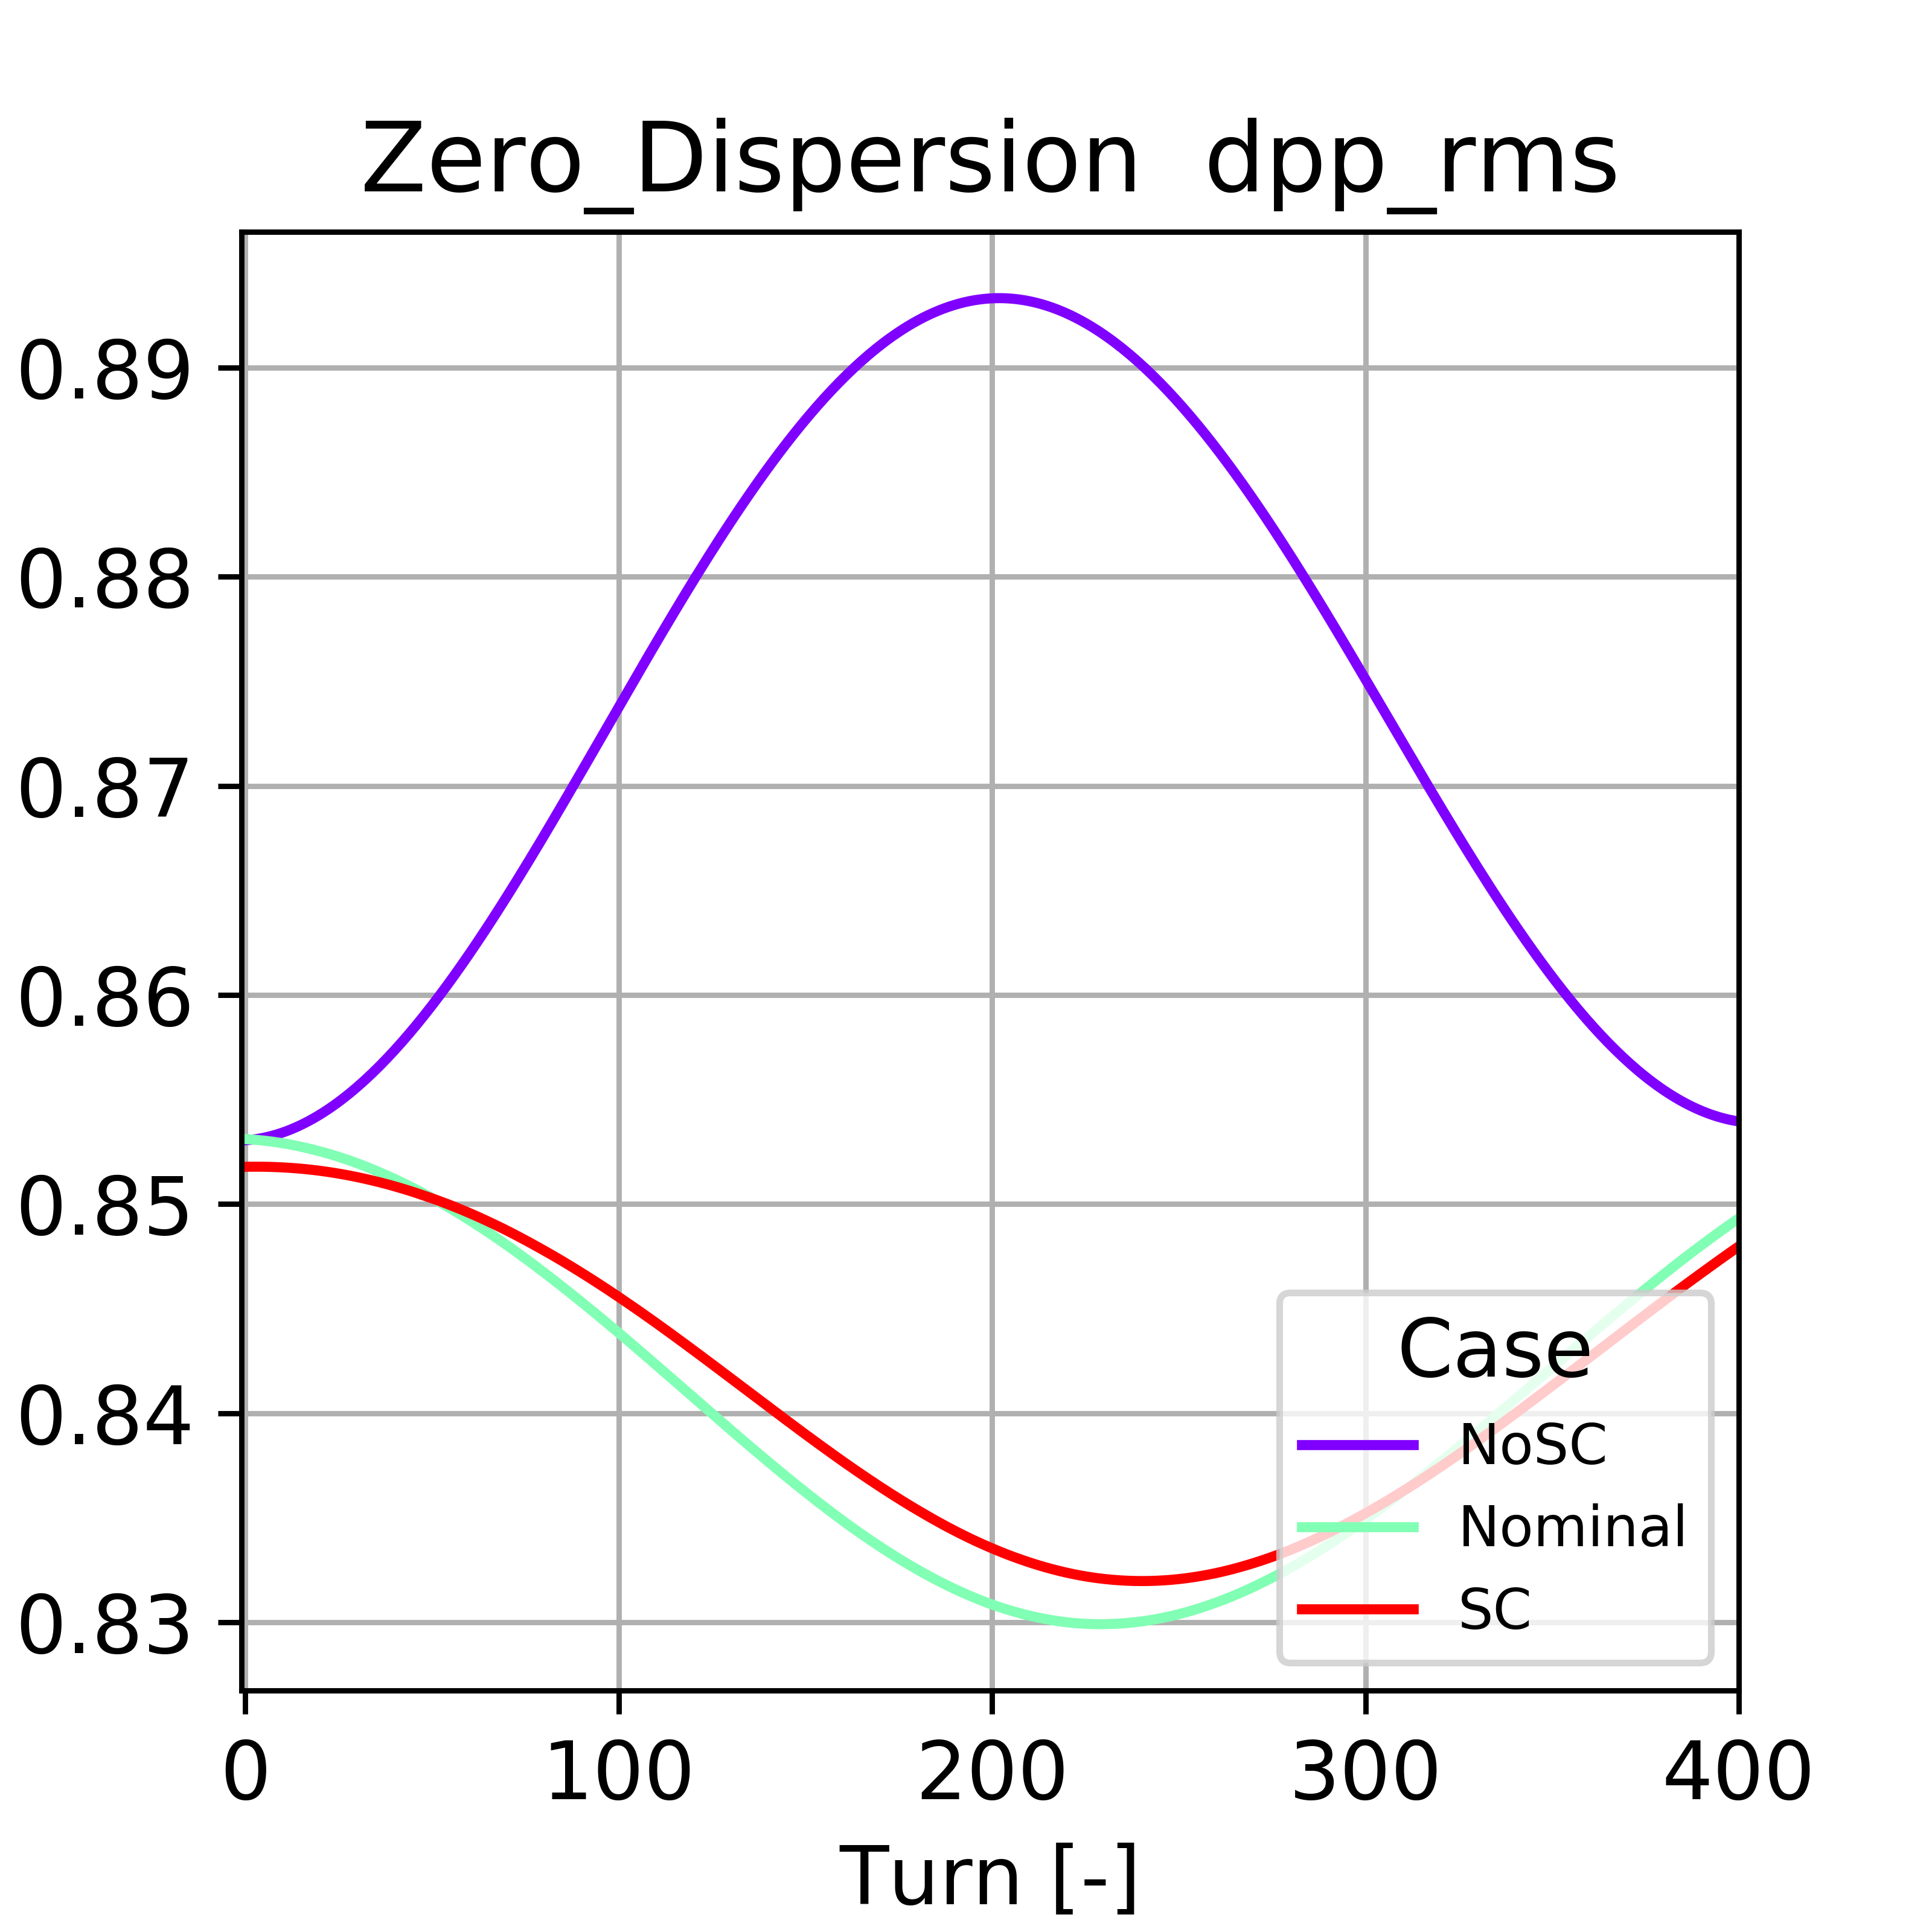 Zero_Dispersion  dpp_rms
0.89
0.88
0.87
0.86
0.85
0.84
0.83
Case
NoSC
Nominal
SC
0 100 200 300 400
Turn [-]